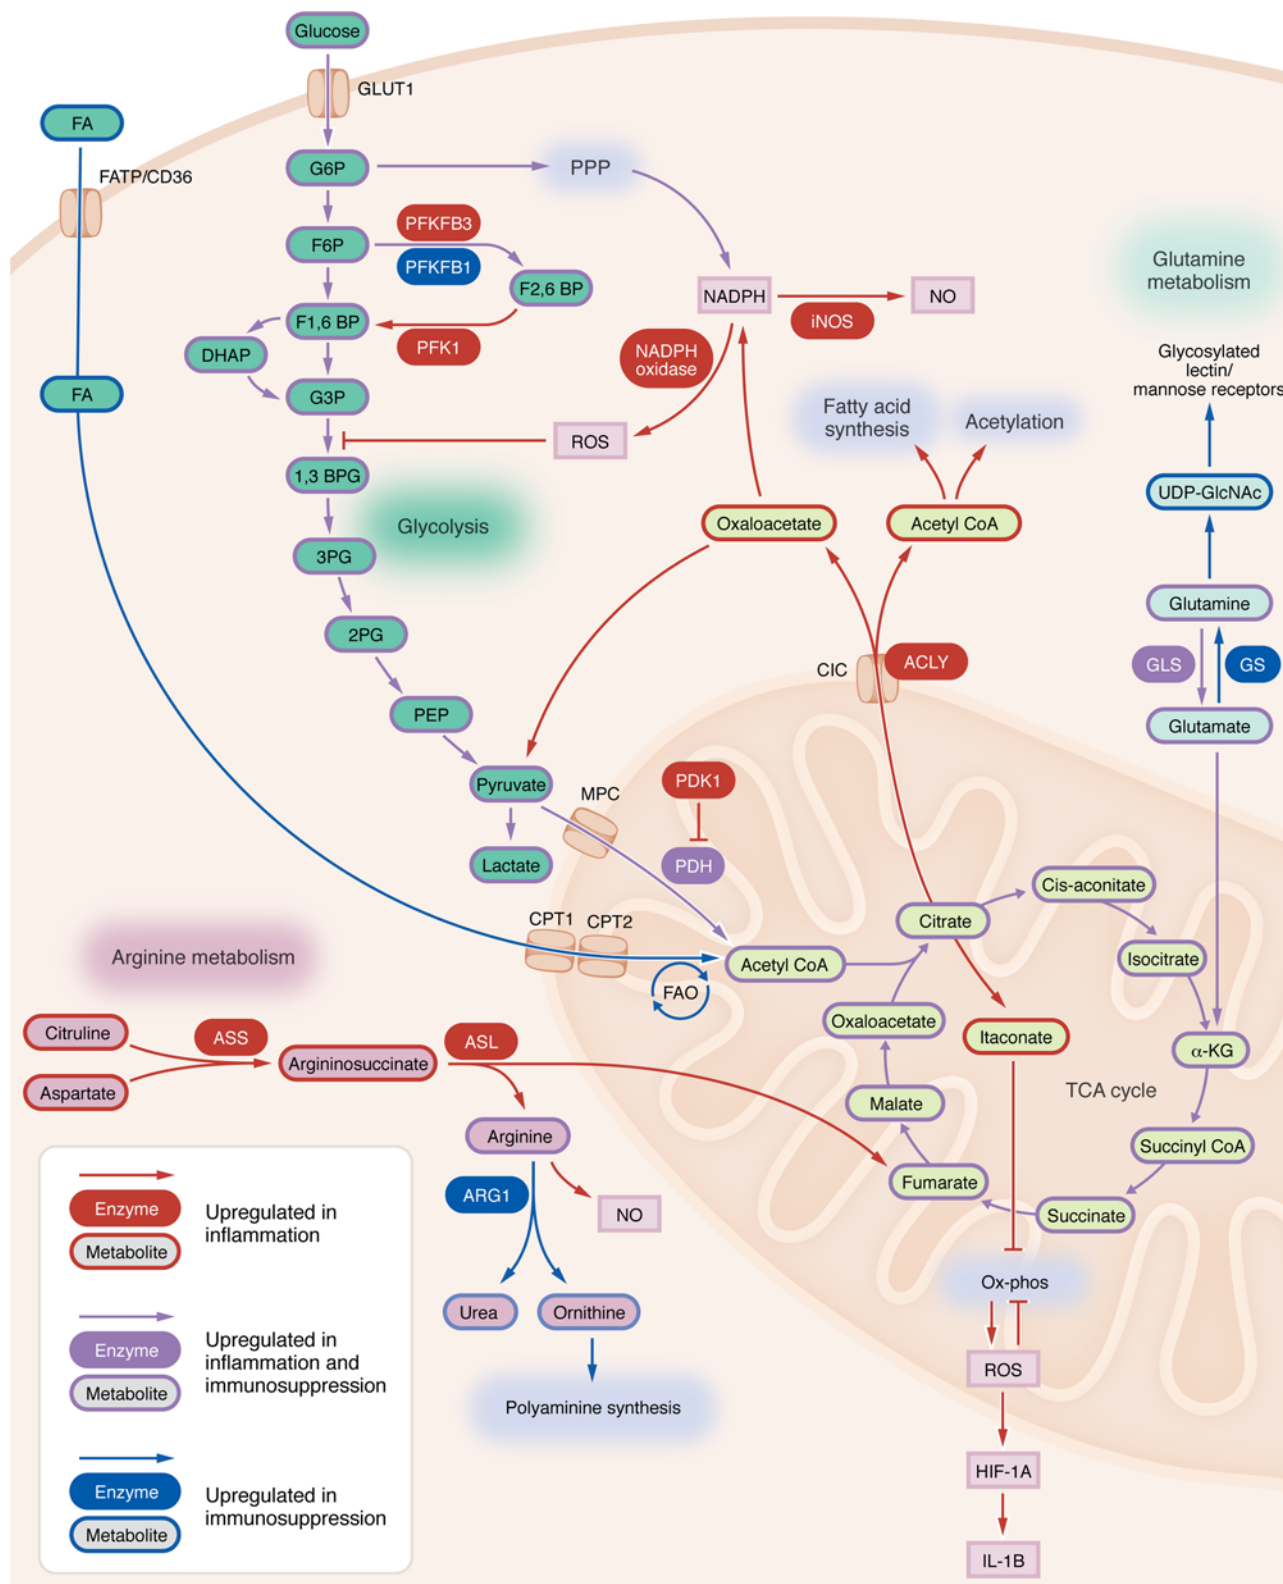 Glucose
GLUT1
FA
FATP/CD36
G6P
PPP
PFKFB3
F6P
PFKFB1
F2,6 BP
NADPH
NO
iNOS
F1,6 BP
PFK1
DHAP
NADPH
oxidase
FA
G3P
ROS
1,3 BPG
Glycolysis
3PG
2PG
PEP
Pyruvate
Lactate
MPC
PDK1
PDH
Fatty acid
synthesis
Acetylation
Oxaloacetate
Acetyl CoA
CIC
ACLY
Glutamine
metabolism
Glycosylated
lectin/
mannose receptors
UDP-GlcNAc
Glutamine
GLS
GS
Glutamate
CPT1
CPT2
FAO
Acetyl CoA
Citrate
Cis-aconitate
Isocitrate
α-KG
Succinyl CoA
Succinate
Fumarate
Malate
Oxaloacetate
Itaconate
TCA cycle
Ox-phos
ROS
HIF-1A
IL-1B
Arginine metabolism
Citruline
Aspartate
ASS
Argininosuccinate
ASL
Arginine
ARG1
NO
Urea
Ornithine
Polyaminine synthesis
Enzyme
Metabolite
Upregulated in
inflammation
Enzyme
Metabolite
Upregulated in
inflammation and
immunosuppression
Enzyme
Metabolite
Upregulated in
immunosuppression